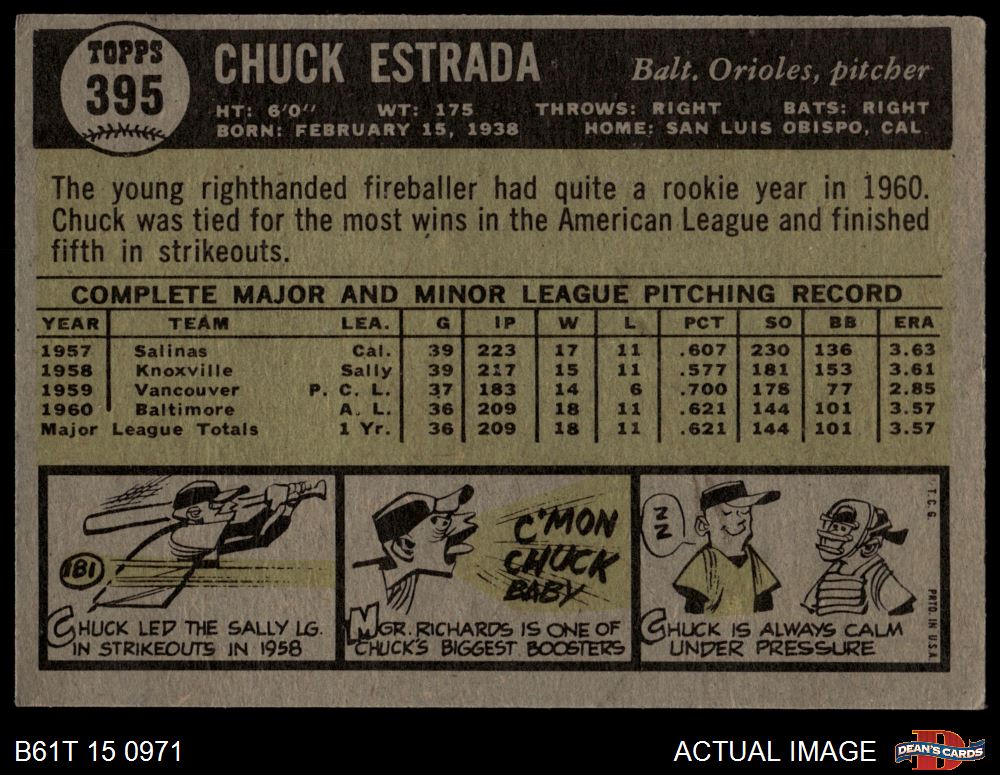 TOPPS
395
CHUCK ESTRADA
Balt. Orioles, pitcher
HT: 6'0" WT: 175 THROWS: RIGHT BATS: RIGHT
BORN: FEBRUARY 15, 1938 HOME: SAN LUIS OBISPO, CAL
The young righthanded fireballer had quite a rookie year in 1960.
Chuck was tied for the most wins in the American League and finished
fifth in strikeouts.
COMPLETE MAJOR AND MINOR LEAGUE PITCHING RECORD
YEAR TEAM LEA. G IP W L PCT SO BB ERA
1957 Salinas Cal. 39 223 17 11 .607 230 136 3.63
1958 Knoxville Sally 39 217 15 11 .577 181 153 3.61
1959 Vancouver P. C. L. 37 183 14 6 .700 178 77 2.85
1960 Baltimore A. L. 36 209 18 11 .621 144 101 3.57
Major League Totals 1 Yr. 36 209 18 11 .621 144 101 3.57
181
CHUCK LED THE SALLY LG.
IN STRIKEOUTS IN 1958
C'MON
CHUCK
BABY
MGR. RICHARDS IS ONE OF
CHUCK'S BIGGEST BOOSTERS
Z
Z
CHUCK IS ALWAYS CALM
UNDER PRESSURE
T.C.G.
PRTD. IN U.S.A.
B61T 15 0971
ACTUAL IMAGE
D
DEAN'S CARDS